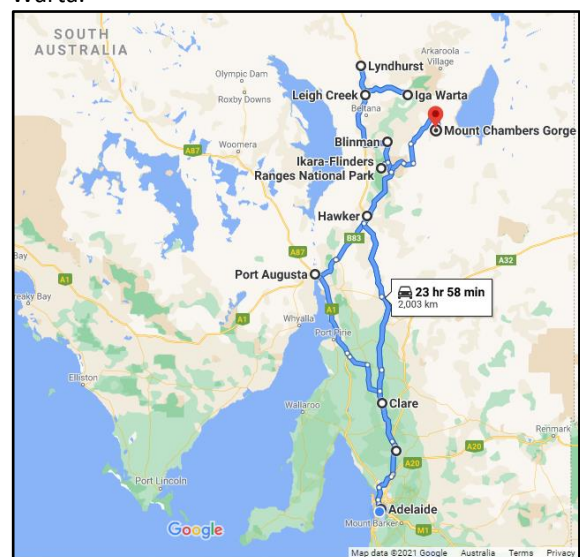 Warta.
SOUTH
AUSTRALIA
Arkaroola
Village
Lyndhurst
Olympic Dam
Roxby Downs
Leigh Creek
Iga Warta
Beltana
Mount Chambers Gorge
Woomera
Blinman
A87
Ikara-Flinders
Ranges National Park
Hawker
B83
A87
A32
Port Augusta
Bay
A1
23 hr 58 min
2,003 km
eaky Bay
Whyalla
A1
Port Pirie
A1
Elliston
Wallaroo
Clare
Renmark
A20
A20
Port Lincoln
Adelaide
Google
Mount Barker
M1
Map data ©2021 Google Australia Terms Privacy